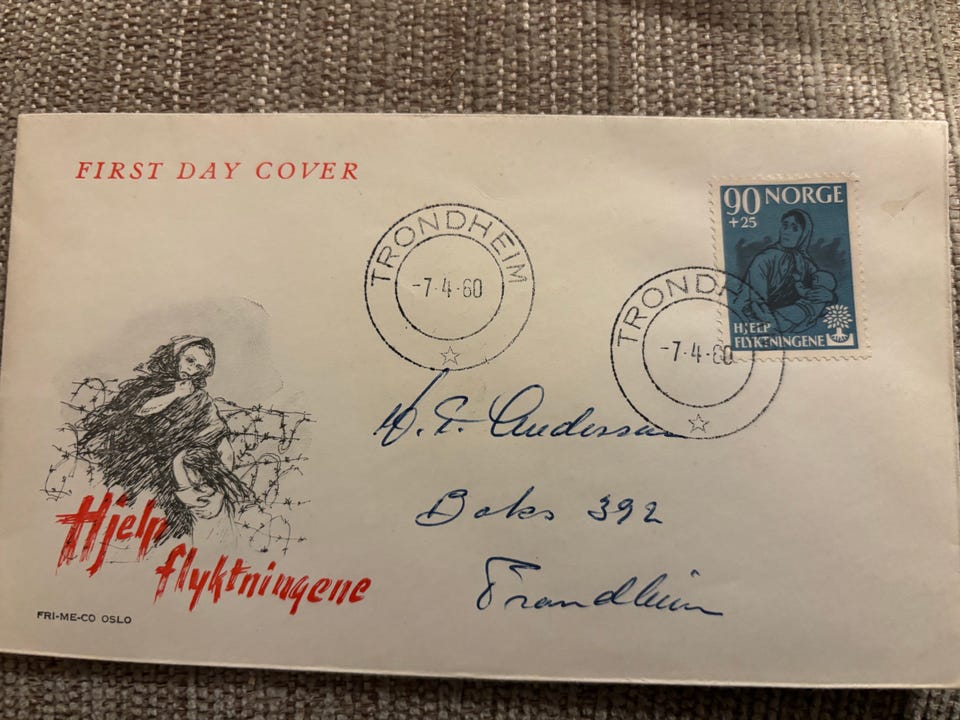 FIRST DAY COVER
TRONDHEIM
-7-4-60
90 NORGE
+25
HJELP
FLYKTNINGENE
TRONDH
-7-4-60
Boks 392
Trondheim
Hjelp
flyktningene
FRI-ME-CO OSLO